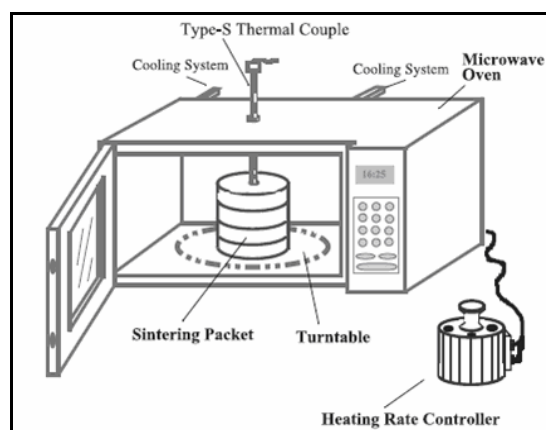 Type-S Thermal Couple
Cooling System
Cooling System
Microwave
Oven
16:25
Sintering Packet
Turntable
Heating Rate Controller